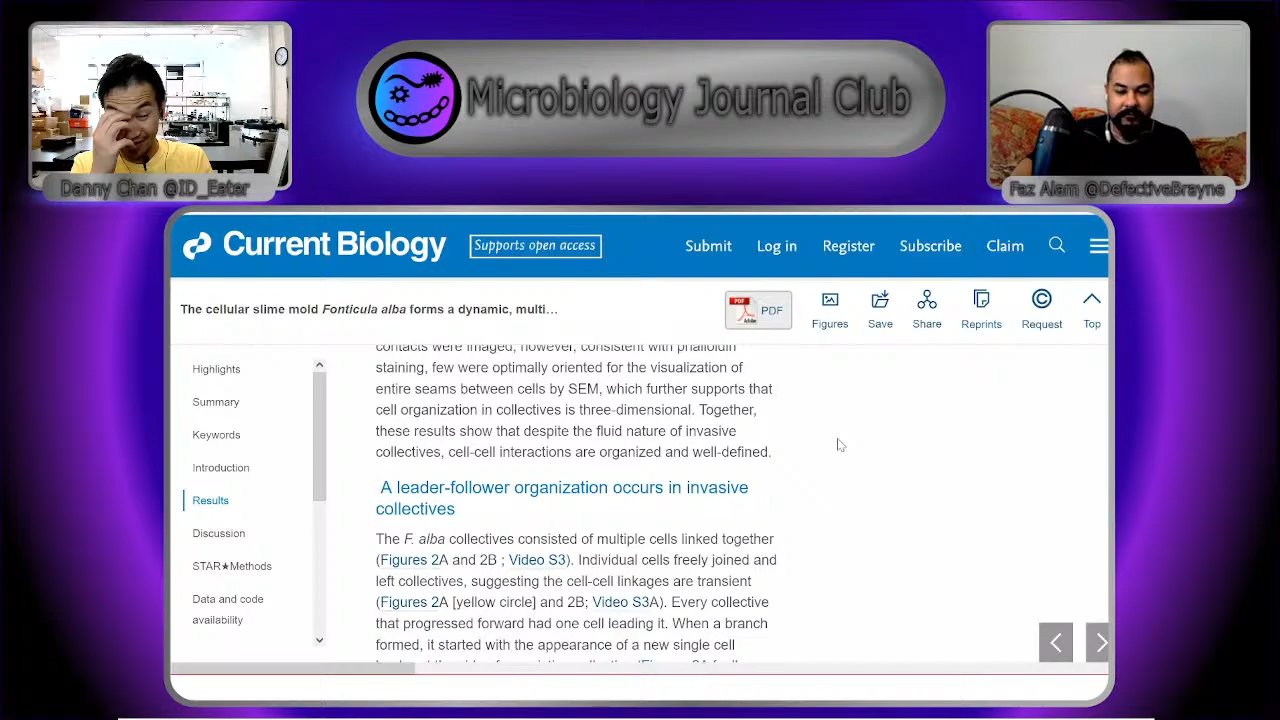 Microbiology Journal Club
Danny Chan @ID_Eater
Faz Alam @DefectiveBrayne
Current Biology
Supports open access
Submit
Log in
Register
Subscribe
Claim
The cellular slime mold Fonticula alba forms a dynamic, multi…
PDF
PDF
Figures
Save
Share
Reprints
Request
Top
Highlights
Summary
Keywords
Introduction
Results
Discussion
STAR★Methods
Data and code
availability
contacts were imaged, however, consistent with phalloidin
staining, few were optimally oriented for the visualization of
entire seams between cells by SEM, which further supports that
cell organization in collectives is three-dimensional. Together,
these results show that despite the fluid nature of invasive
collectives, cell-cell interactions are organized and well-defined.
A leader-follower organization occurs in invasive
collectives
The F. alba collectives consisted of multiple cells linked together
(Figures 2A and 2B ; Video S3). Individual cells freely joined and
left collectives, suggesting the cell-cell linkages are transient
(Figures 2A [yellow circle] and 2B; Video S3A). Every collective
that progressed forward had one cell leading it. When a branch
formed, it started with the appearance of a new single cell